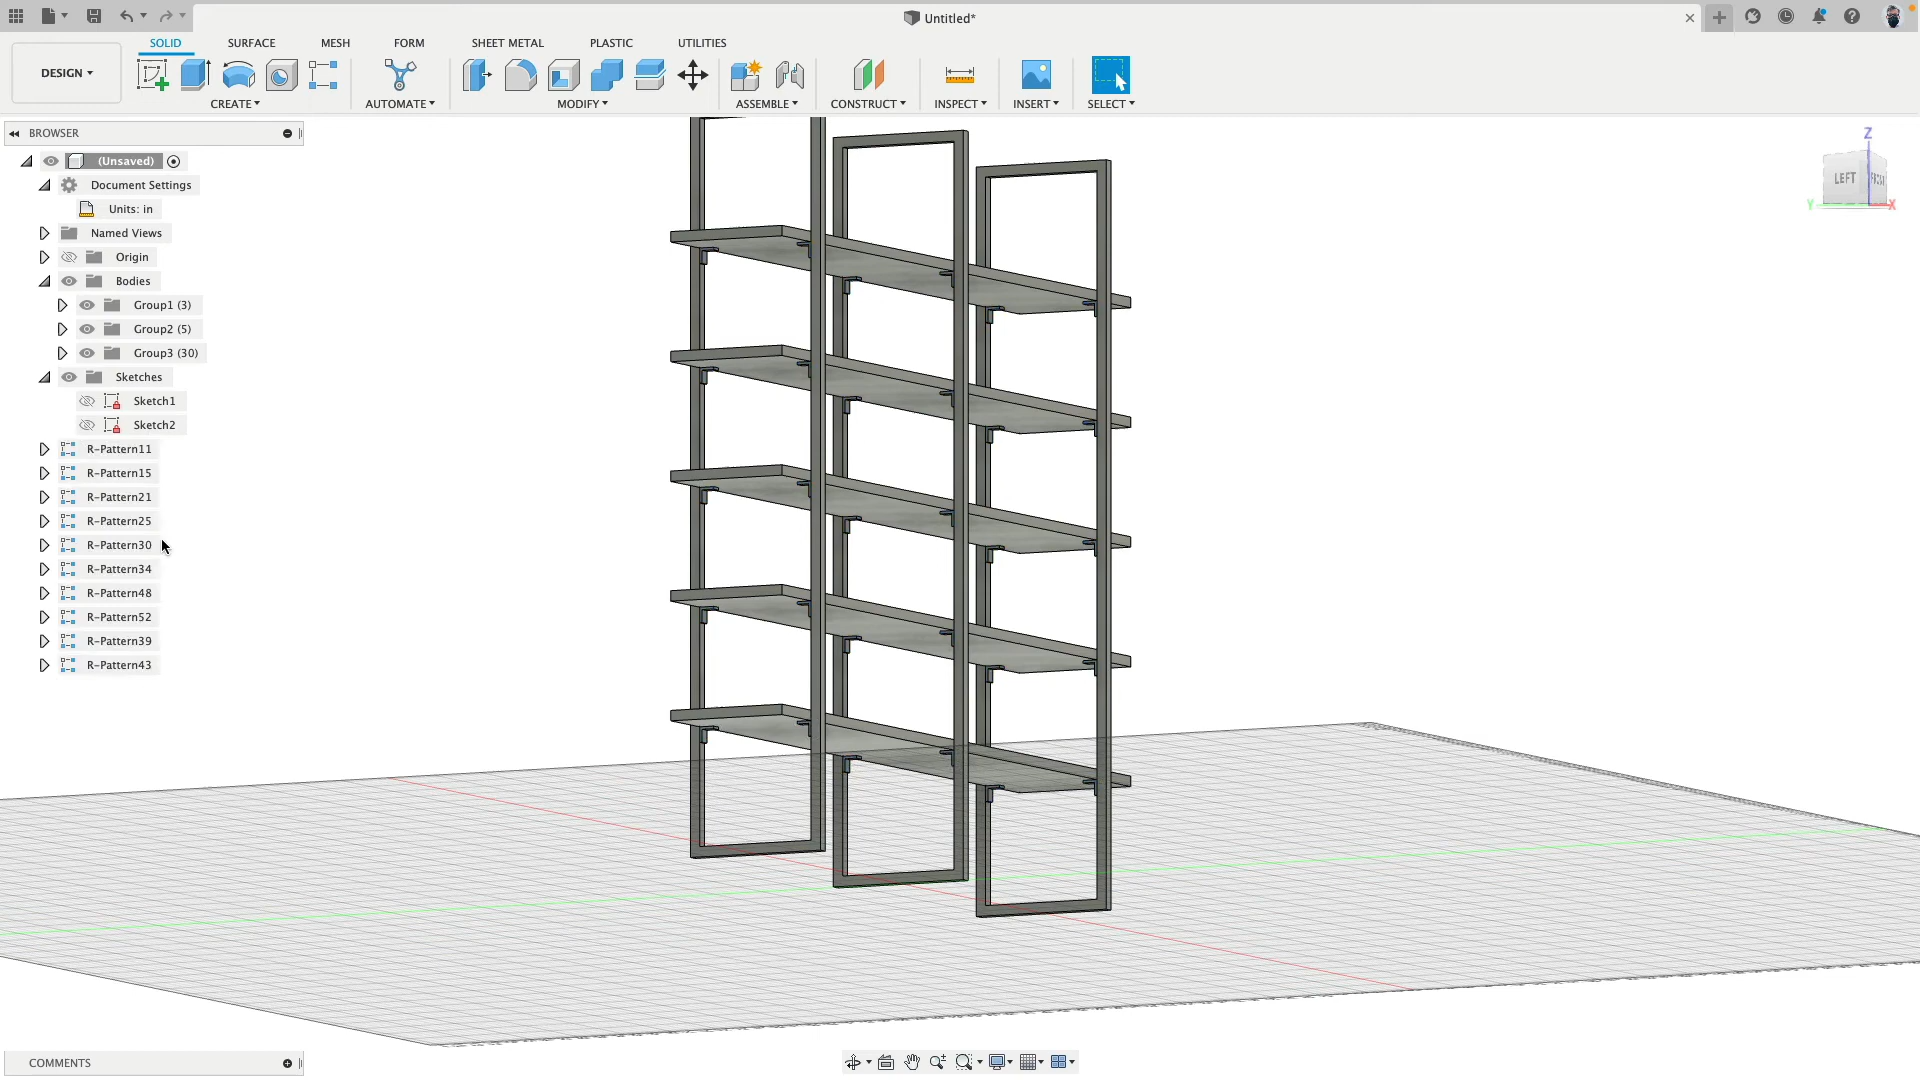 Untitled*
DESIGN
SOLID
SURFACE
MESH
FORM
SHEET METAL
PLASTIC
UTILITIES
CREATE
AUTOMATE
MODIFY
ASSEMBLE
CONSTRUCT
INSPECT
INSERT
SELECT
BROWSER
(Unsaved)
Document Settings
Units: in
Named Views
Origin
Bodies
Group1 (3)
Group2 (5)
Group3 (30)
Sketches
Sketch1
Sketch2
R-Pattern11
R-Pattern15
R-Pattern21
R-Pattern25
R-Pattern30
R-Pattern34
R-Pattern48
R-Pattern52
R-Pattern39
R-Pattern43
Z
LEFT
Y
X
COMMENTS